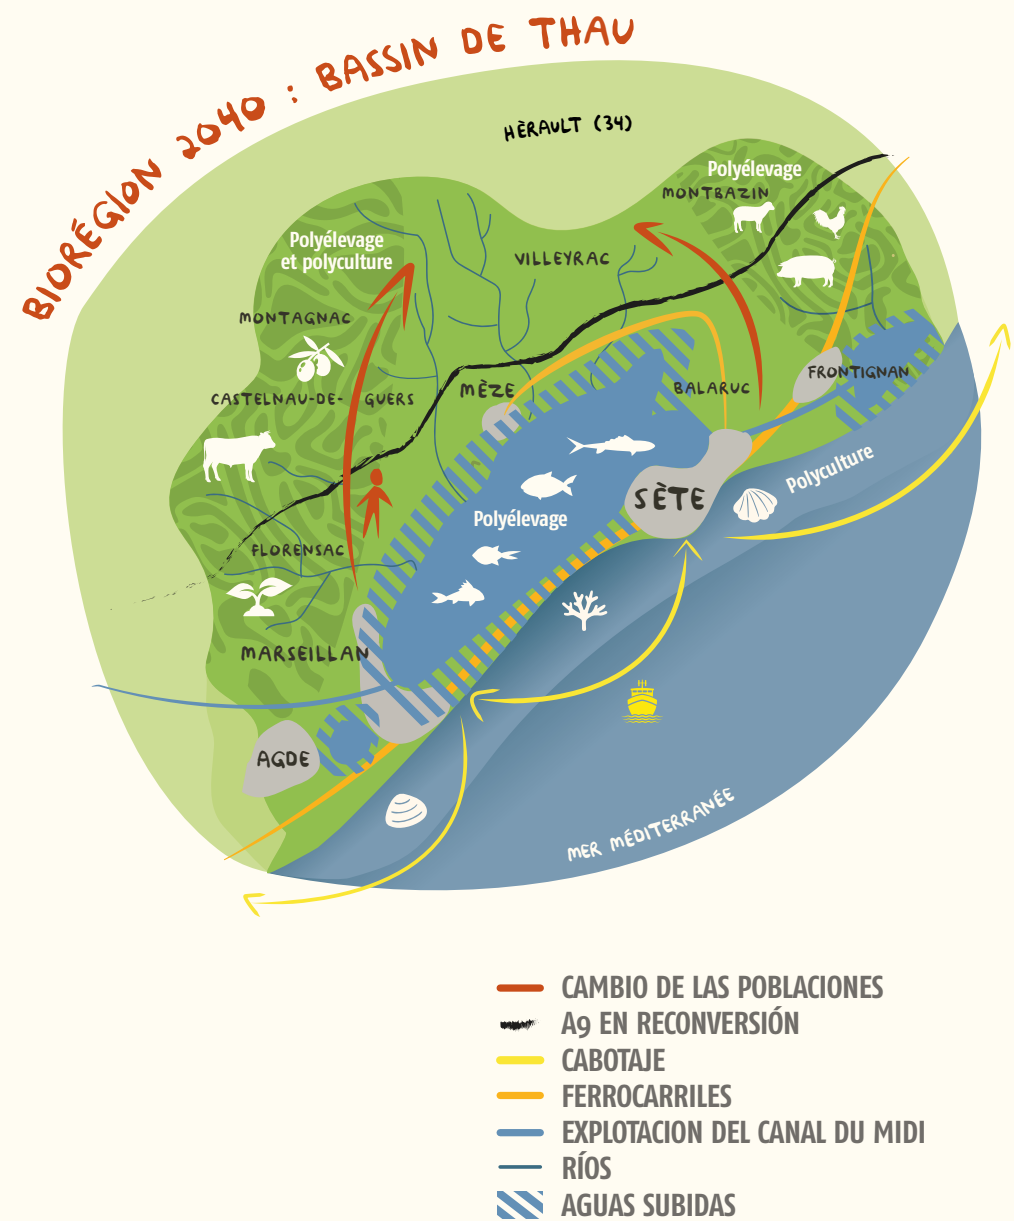 BIORÉGION 2040 : BASSIN DE THAU
HÈRAULT (34)
Polyélevage
MONTBAZIN
Polyélevage
et polyculture
VILLEYRAC
MONTAGNAC
CASTELNAU-DE- GUERS
MÈZE
BALARUC
FRONTIGNAN
Polyculture
SÈTE
Polyélevage
FLORENSAC
MARSEILLAN
AGDE
MER MÉDITERRANÉE
CAMBIO DE LAS POBLACIONES
A9 EN RECONVERSIÓN
CABOTAJE
FERROCARRILES
EXPLOTACION DEL CANAL DU MIDI
RÍOS
AGUAS SUBIDAS